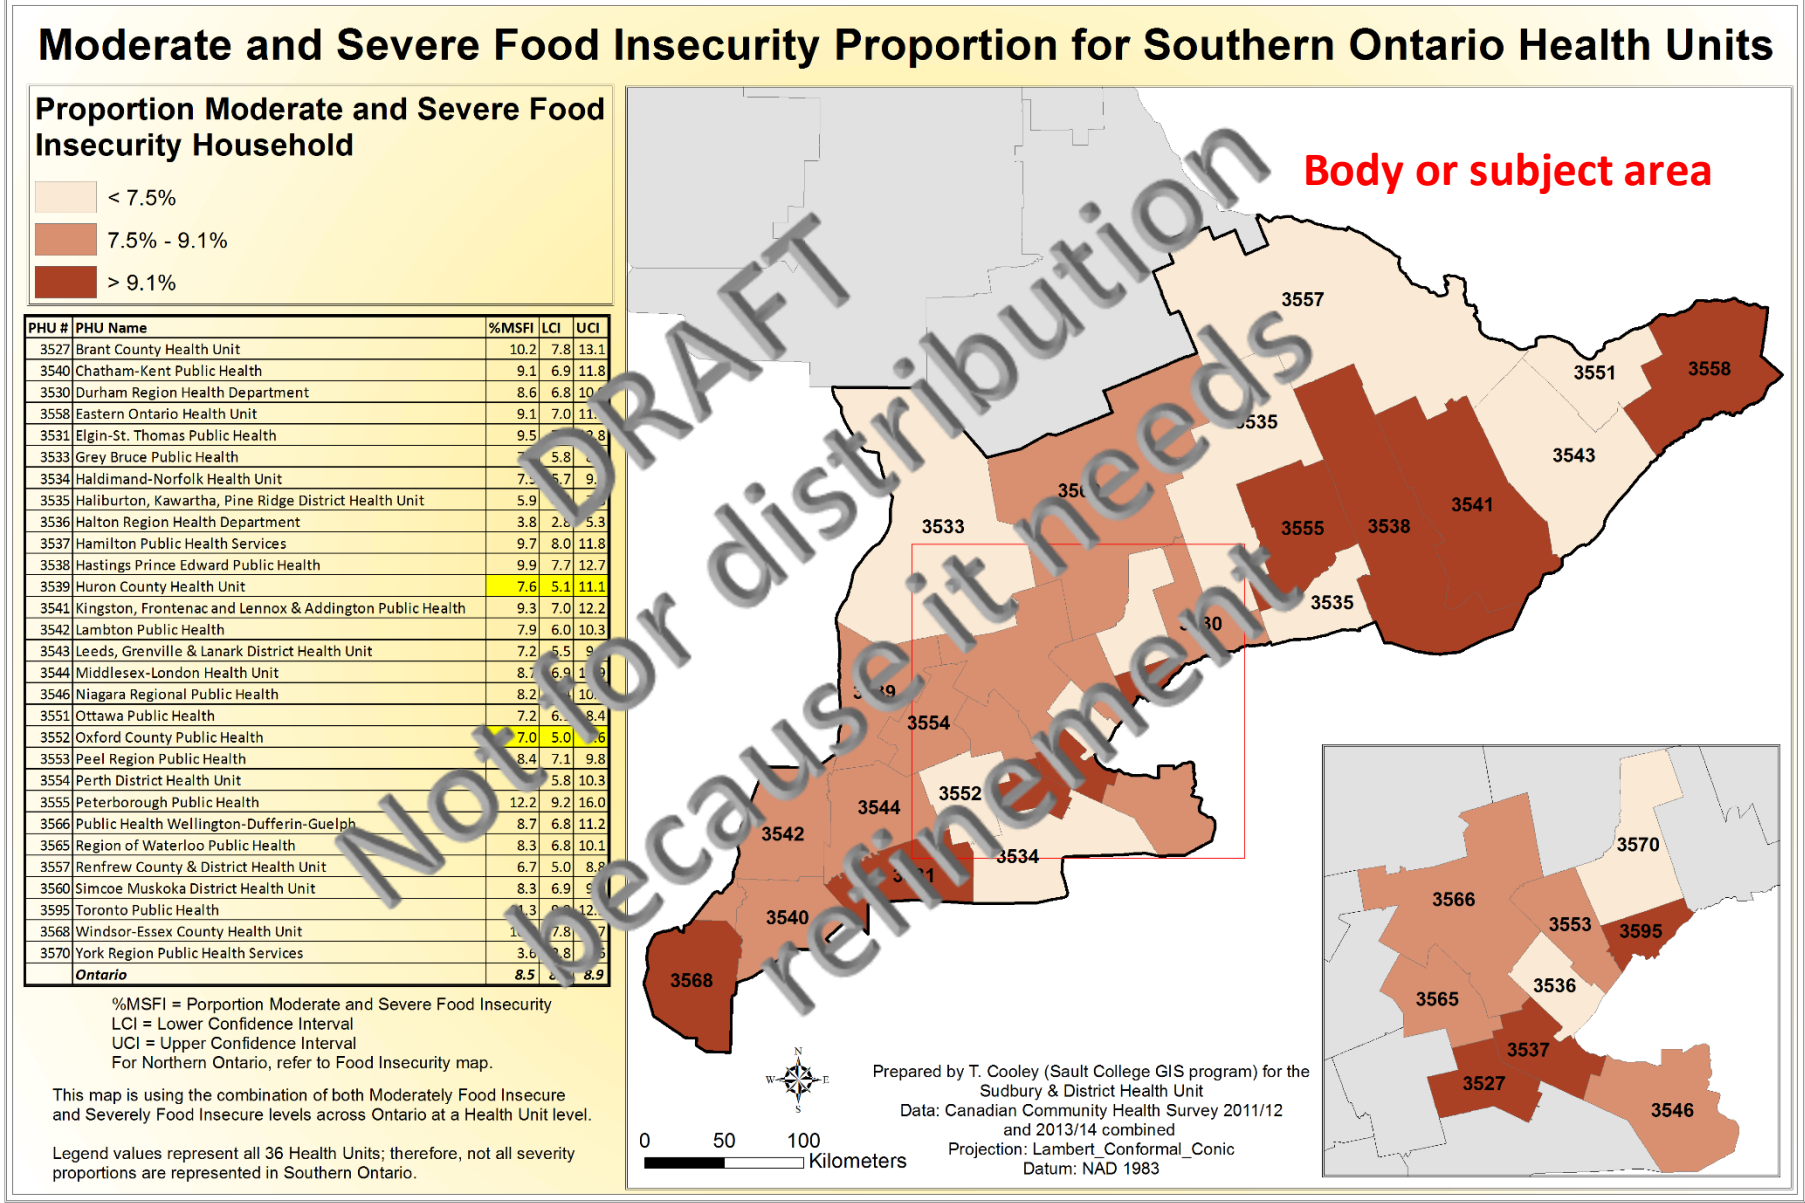 Moderate and Severe Food Insecurity Proportion for Southern Ontario Health Units
Proportion Moderate and Severe Food
Insecurity Household
< 7.5%
7.5% - 9.1%
> 9.1%
PHU # PHU Name %MSFI LCI UCI
3527 Brant County Health Unit 10.2 7.8 13.1
3540 Chatham-Kent Public Health 9.1 6.9 11.8
3530 Durham Region Health Department 8.6 6.8
3558 Eastern Ontario Health Unit 9.1 7.0
3531 Elgin-St. Thomas Public Health 9.5
3533 Grey Bruce Public Health 5.8
3534 Haldimand-Norfolk Health Unit
3535 Haliburton, Kawartha, Pine Ridge District Health Unit 5.9
3536 Halton Region Health Department 3.8 2.8 5.3
3537 Hamilton Public Health Services 9.7 8.0 11.8
3538 Hastings Prince Edward Public Health 9.9 7.7 12.7
3539 Huron County Health Unit 7.6 5.1 11.1
3541 Kingston, Frontenac and Lennox & Addington Public Health 9.3 7.0 12.2
3542 Lambton Public Health 7.9 6.0 10.3
3543 Leeds, Grenville & Lanark District Health Unit 7.2 5.5
3544 Middlesex-London Health Unit 8.7 6.9
3546 Niagara Regional Public Health 8.2
3551 Ottawa Public Health 7.2 8.4
3552 Oxford County Public Health 7.0 5.0
3553 Peel Region Public Health 8.4 7.1 9.8
3554 Perth District Health Unit 5.8 10.3
3555 Peterborough Public Health 12.2 9.2 16.0
3566 Public Health Wellington-Dufferin-Guelph 8.7 6.8 11.2
3565 Region of Waterloo Public Health 8.3 6.8 10.1
3557 Renfrew County & District Health Unit 6.7 5.0 8.8
3560 Simcoe Muskoka District Health Unit 8.3 6.9
3595 Toronto Public Health
3568 Windsor-Essex County Health Unit 7.8
3570 York Region Public Health Services 3.6
Ontario 8.5 8.9
%MSFI = Porportion Moderate and Severe Food Insecurity
LCI = Lower Confidence Interval
UCI = Upper Confidence Interval
For Northern Ontario, refer to Food Insecurity map.
This map is using the combination of both Moderately Food Insecure
and Severely Food Insecure levels across Ontario at a Health Unit level.
Legend values represent all 36 Health Units; therefore, not all severity
proportions are represented in Southern Ontario.
DRAFT
Not for distribution
because it needs
refinement
Body or subject area
3557
3558
3551
3535
3543
3533
3541
3555
3538
3535
3554
3552
3544
3542
3534
3540
3568
N
W E
S
0 50 100
Kilometers
Prepared by T. Cooley (Sault College GIS program) for the
Sudbury & District Health Unit
Data: Canadian Community Health Survey 2011/12
and 2013/14 combined
Projection: Lambert_Conformal_Conic
Datum: NAD 1983
3570
3566
3553
3595
3536
3565
3537
3527
3546